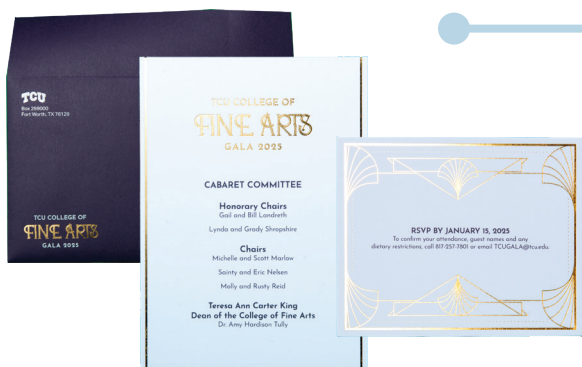 TCU
Box 299000
Fort Worth, TX 76129
TCU COLLEGE OF
FINE ARTS
GALA 2025
TCU COLLEGE OF
FINE ARTS
GALA 2025
CABARET COMMITTEE
Honorary Chairs
Gail and Bill Landreth
Lynda and Grady Shropshire
Chairs
Michelle and Scott Marlow
Sainty and Eric Nelsen
Molly and Rusty Reid
Teresa Ann Carter King
Dean of the College of Fine Arts
Dr. Amy Hardison Tully
RSVP BY JANUARY 15, 2025
To confirm your attendance, guest names and any
dietary restrictions, call 817-257-7801 or email TCUGALA@tcu.edu.